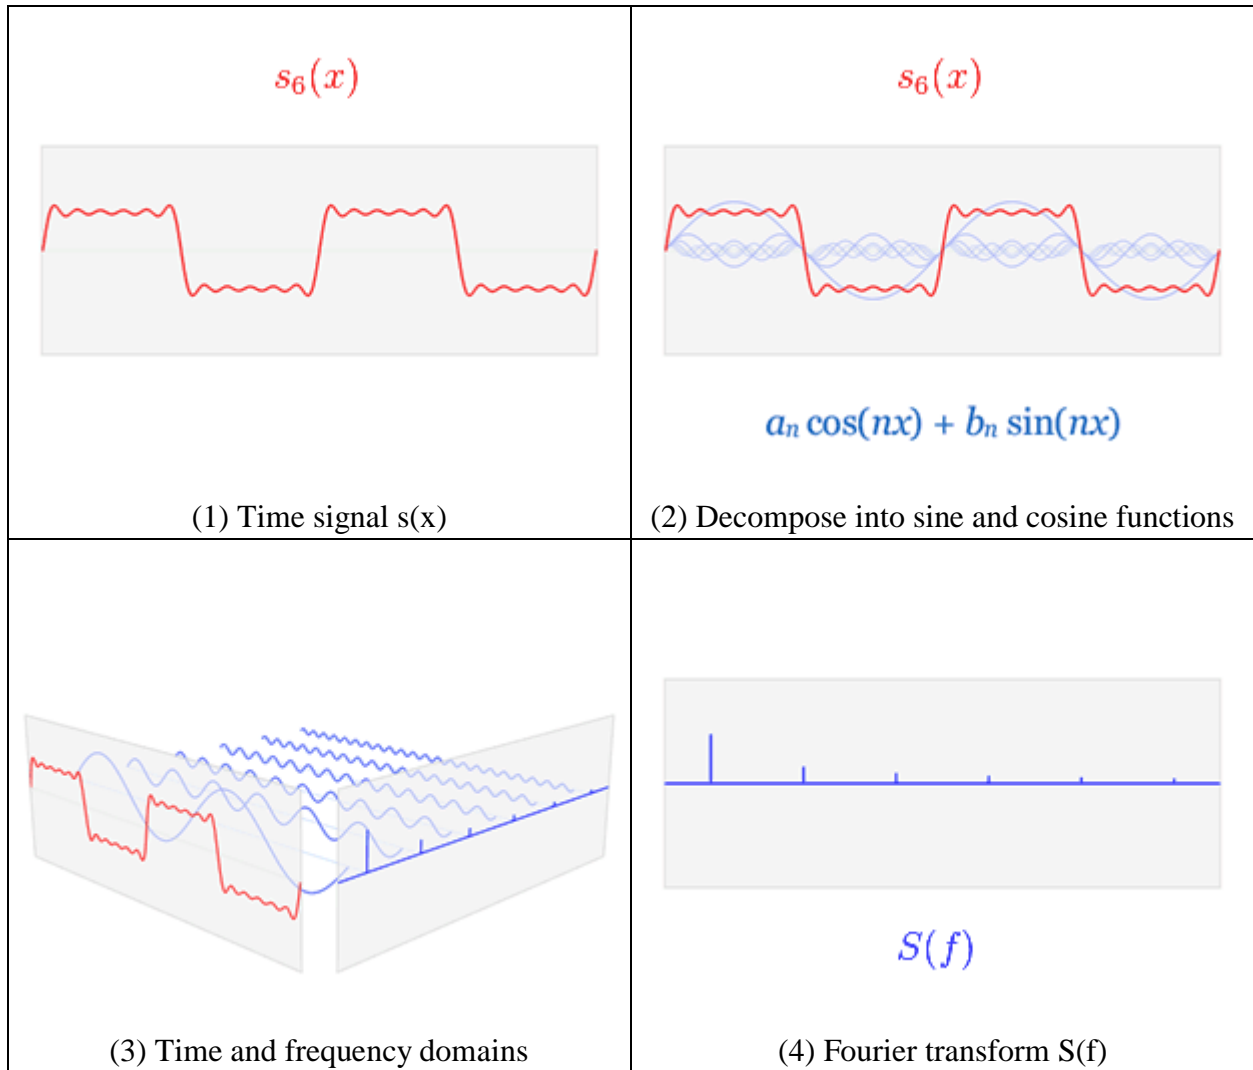 s₆(x)
s₆(x)
aₙ cos(nx) + bₙ sin(nx)
(1) Time signal s(x)
(2) Decompose into sine and cosine functions
S(f)
(3) Time and frequency domains
(4) Fourier transform S(f)